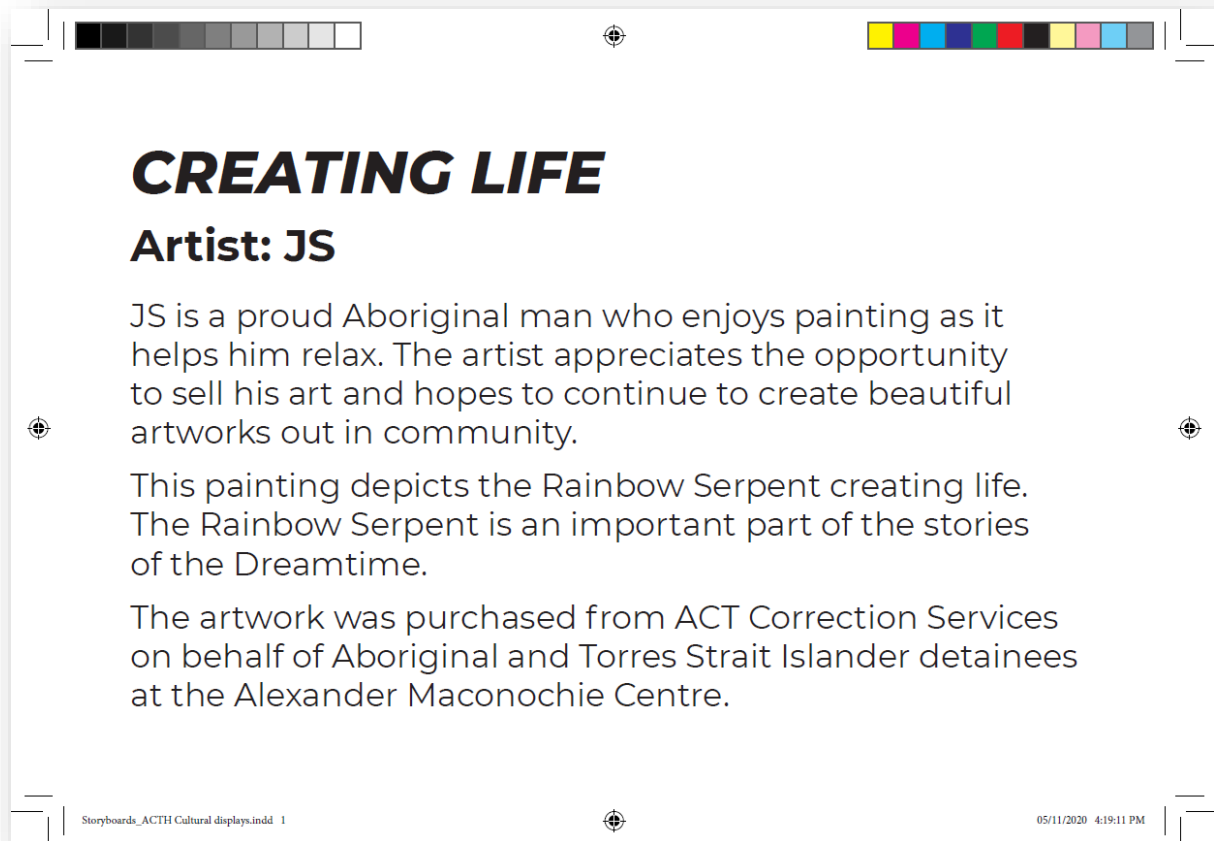 CREATING LIFE
Artist: JS
JS is a proud Aboriginal man who enjoys painting as it
helps him relax. The artist appreciates the opportunity
to sell his art and hopes to continue to create beautiful
artworks out in community.
This painting depicts the Rainbow Serpent creating life.
The Rainbow Serpent is an important part of the stories
of the Dreamtime.
The artwork was purchased from ACT Correction Services
on behalf of Aboriginal and Torres Strait Islander detainees
at the Alexander Maconochie Centre.
Storyboards_ACTH Cultural displays.indd 1
05/11/2020 4:19:11 PM